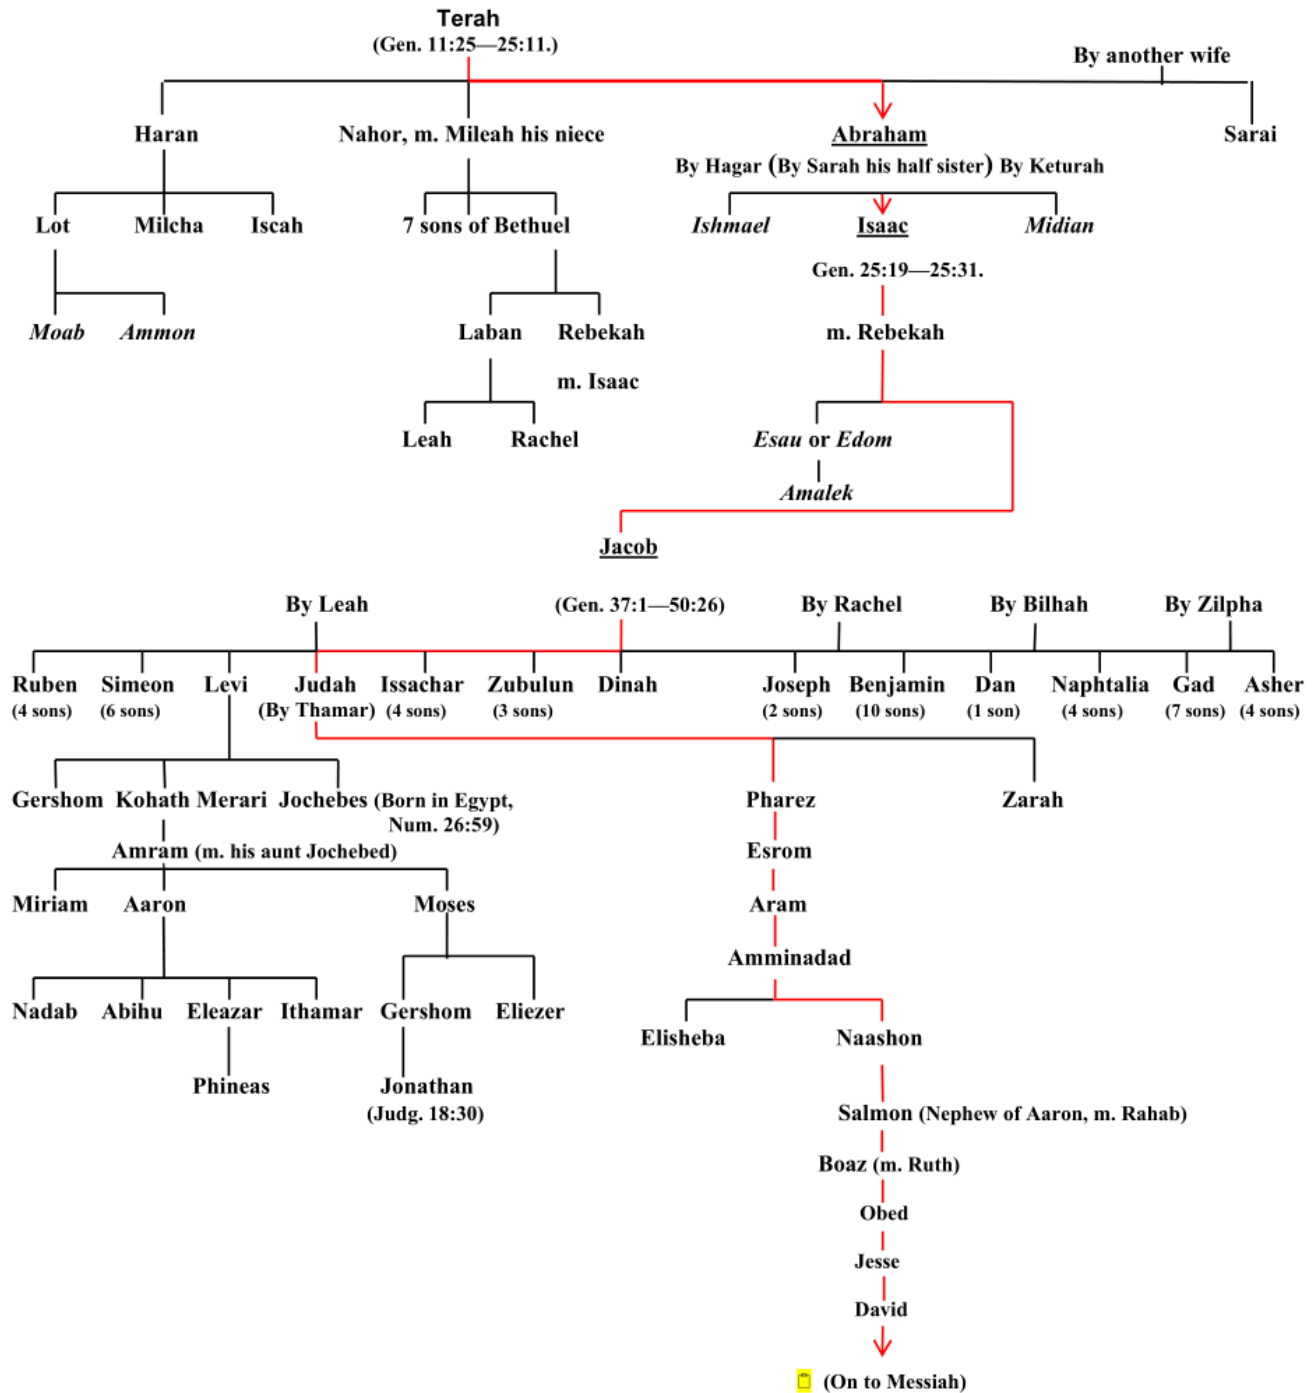 Terah
(Gen. 11:25—25:11.)
By another wife
Haran Nahor, m. Mileah his niece Abraham Sarai
By Hagar (By Sarah his half sister) By Keturah
Lot Milcha Iscah 7 sons of Bethuel Ishmael Isaac Midian
Gen. 25:19—25:31.
Moab Ammon Laban Rebekah m. Rebekah
m. Isaac
Leah Rachel Esau or Edom
Amalek
Jacob
By Leah (Gen. 37:1—50:26) By Rachel By Bilhah By Zilpha
Ruben Simeon Levi Judah Issachar Zubulun Dinah Joseph Benjamin Dan Naphtalia Gad Asher
(4 sons) (6 sons) (By Thamar) (4 sons) (3 sons) (2 sons) (10 sons) (1 son) (4 sons) (7 sons) (4 sons)
Gershom Kohath Merari Jochebes (Born in Egypt, Pharez Zarah
Num. 26:59)
Amram (m. his aunt Jochebed) Esrom
Miriam Aaron Moses Aram
Amminadad
Nadab Abihu Eleazar Ithamar Gershom Eliezer
Elisheba Naashon
Phineas Jonathan
(Judg. 18:30) Salmon (Nephew of Aaron, m. Rahab)
Boaz (m. Ruth)
Obed
Jesse
David
(On to Messiah)